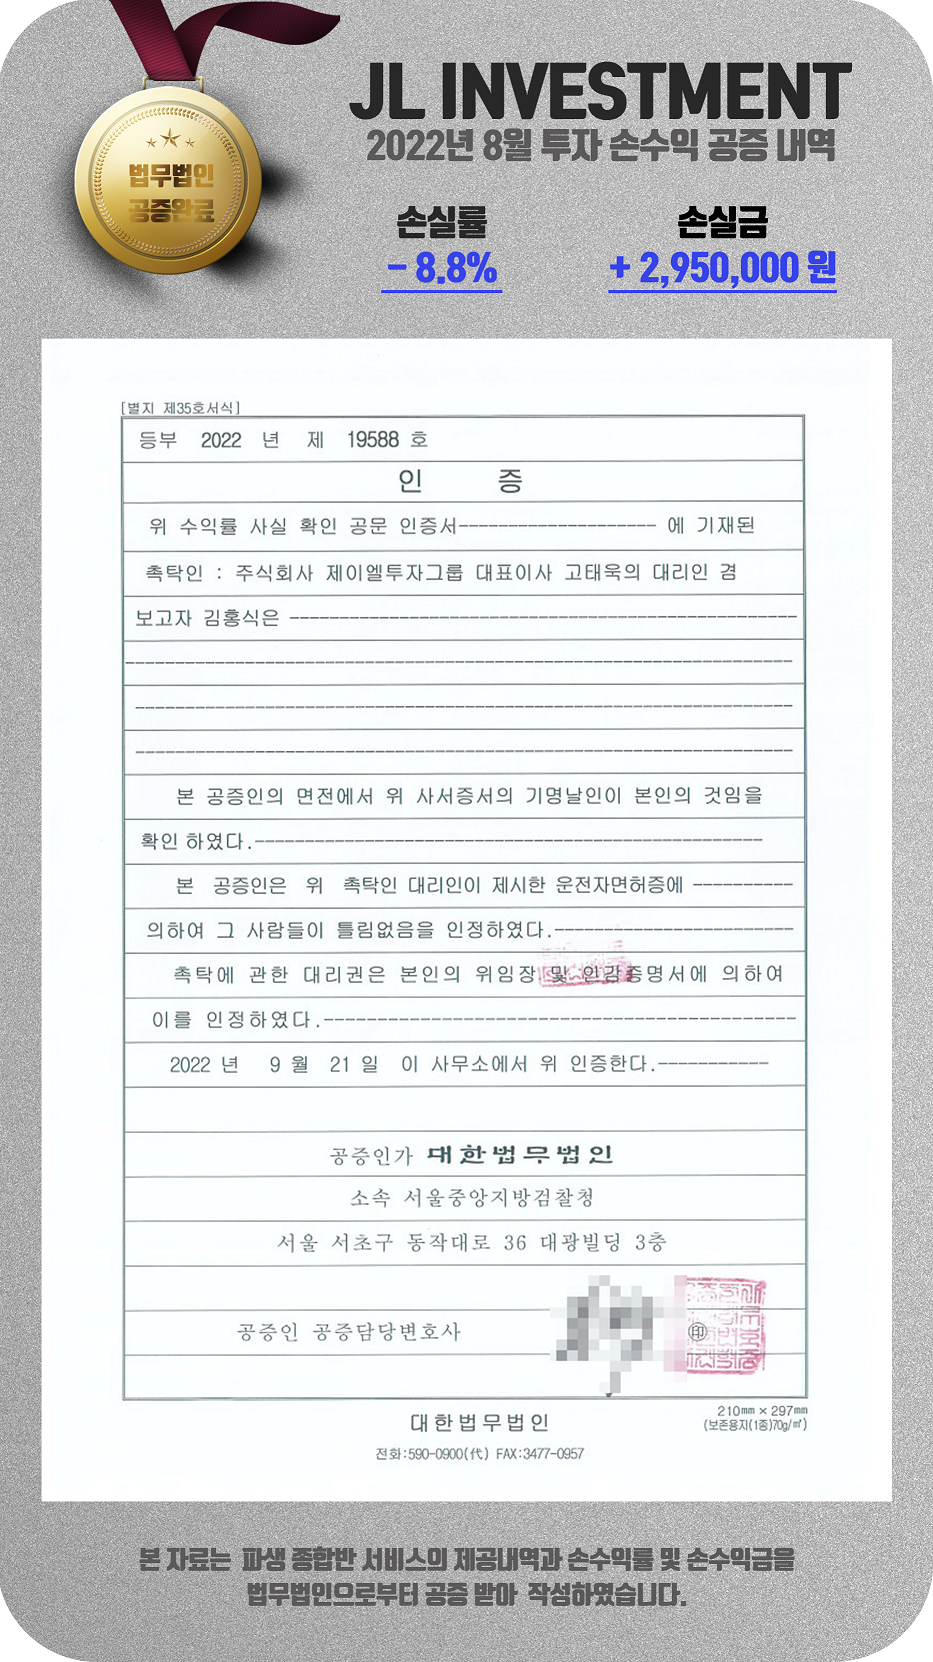 JL INVESTMENT
2022년 8월 투자 손수익 공증 내역
법무법인
공증완료
손실률
손실금
- 8.8%
+ 2,950,000 원
[별지 제35호서식]
등부 2022 년 제 19588 호
인 증
위 수익률 사실 확인 공문 인증서-------------------- 에 기재된
촉탁인 : 주식회사 제이엘투자그룹 대표이사 고태욱의 대리인 겸
보고자 김홍식은 ---------------------------------------------------
-------------------------------------------------------------------
------------------------------------------------------------------
------------------------------------------------------------------
본 공증인의 면전에서 위 사서증서의 기명날인이 본인의 것임을
확인 하였다.---------------------------------------------------
본 공증인은 위 촉탁인 대리인이 제시한 운전자면허증에 ----------
의하여 그 사람들이 틀림없음을 인정하였다.------------------------
촉탁에 관한 대리권은 본인의 위임장 및 인감증명서에 의하여
이를 인정하였다.-----------------------------------------------
2022 년 9 월 21 일 이 사무소에서 위 인증한다.-----------
공증인가 대한법무법인
소속 서울중앙지방검찰청
서울 서초구 동작대로 36 대광빌딩 3층
공증인 공증담당변호사
印
대한법무법인
210㎜ × 297㎜
(보존용지(1종)70g/㎡)
전화:590-0900(代) FAX:3477-0957
본 자료는 파생 종합반 서비스의 제공내역과 손수익률 및 손수익금을
법무법인으로부터 공증 받아 작성하였습니다.